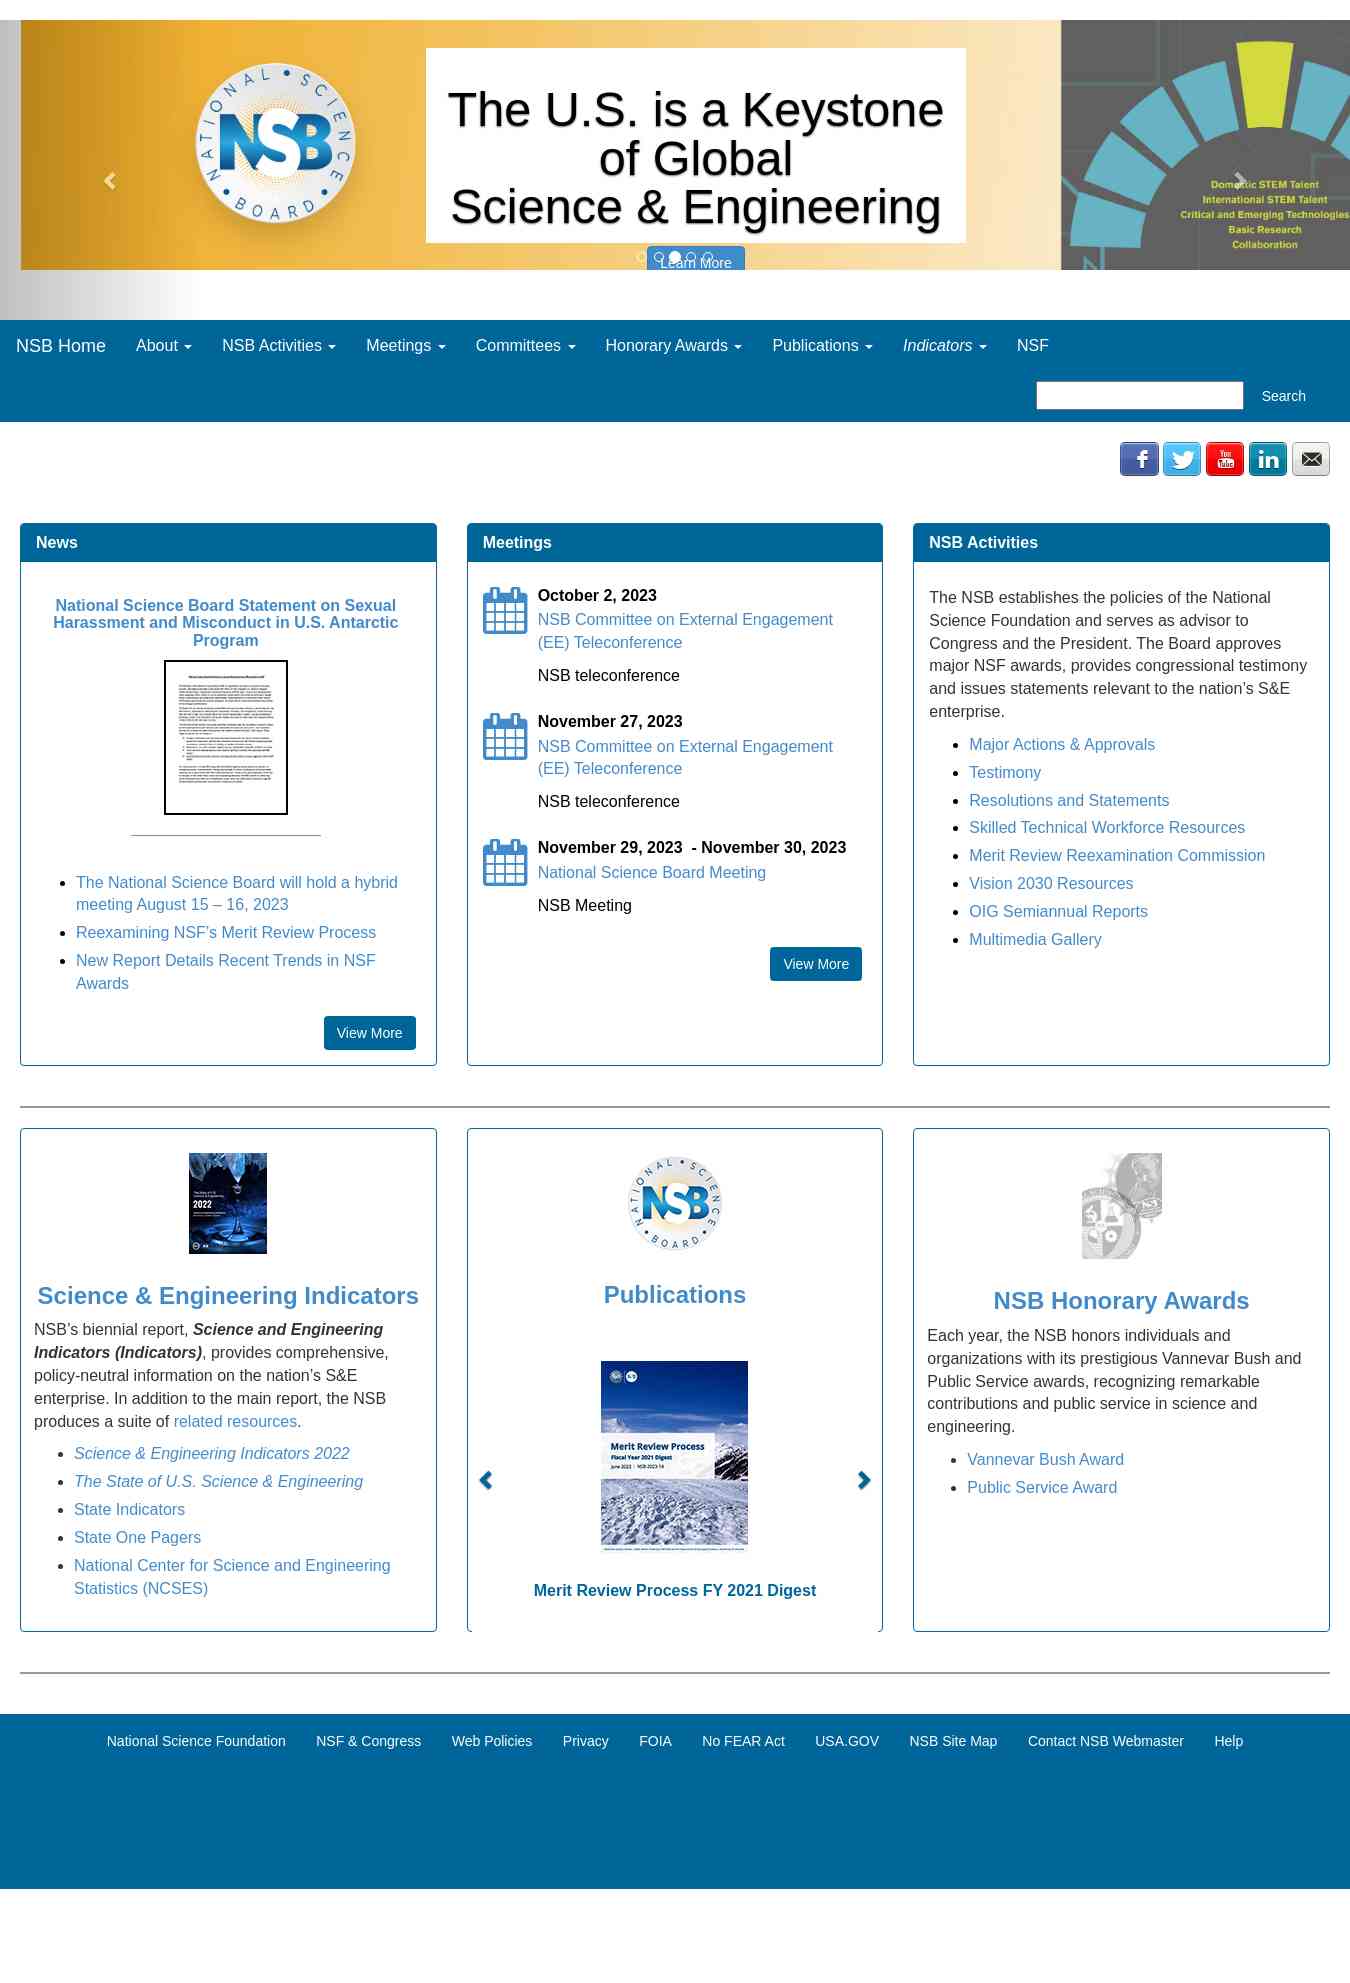 NATIONAL SCIENCE BOARD
NSB
The U.S. is a Keystone
of Global
Science & Engineering
Learn More
Domestic STEM Talent
International STEM Talent
Critical and Emerging Technologies
Basic Research
Collaboration
NSB Home About NSB Activities Meetings Committees Honorary Awards Publications Indicators NSF
Search
You Tube
in
News
National Science Board Statement on Sexual
Harassment and Misconduct in U.S. Antarctic
Program
The National Science Board will hold a hybrid
meeting August 15 – 16, 2023
Reexamining NSF's Merit Review Process
New Report Details Recent Trends in NSF
Awards
View More
Meetings
October 2, 2023
NSB Committee on External Engagement
(EE) Teleconference
NSB teleconference
November 27, 2023
NSB Committee on External Engagement
(EE) Teleconference
NSB teleconference
November 29, 2023 - November 30, 2023
National Science Board Meeting
NSB Meeting
View More
NSB Activities
The NSB establishes the policies of the National
Science Foundation and serves as advisor to
Congress and the President. The Board approves
major NSF awards, provides congressional testimony
and issues statements relevant to the nation's S&E
enterprise.
Major Actions & Approvals
Testimony
Resolutions and Statements
Skilled Technical Workforce Resources
Merit Review Reexamination Commission
Vision 2030 Resources
OIG Semiannual Reports
Multimedia Gallery
2022
Science & Engineering Indicators
NSB's biennial report, Science and Engineering
Indicators (Indicators), provides comprehensive,
policy-neutral information on the nation's S&E
enterprise. In addition to the main report, the NSB
produces a suite of related resources.
Science & Engineering Indicators 2022
The State of U.S. Science & Engineering
State Indicators
State One Pagers
National Center for Science and Engineering
Statistics (NCSES)
NATIONAL SCIENCE BOARD
NSB
Publications
Merit Review Process
Fiscal Year 2021 Digest
Merit Review Process FY 2021 Digest
NSB
NSB Honorary Awards
Each year, the NSB honors individuals and
organizations with its prestigious Vannevar Bush and
Public Service awards, recognizing remarkable
contributions and public service in science and
engineering.
Vannevar Bush Award
Public Service Award
National Science Foundation NSF & Congress Web Policies Privacy FOIA No FEAR Act USA.GOV NSB Site Map Contact NSB Webmaster Help